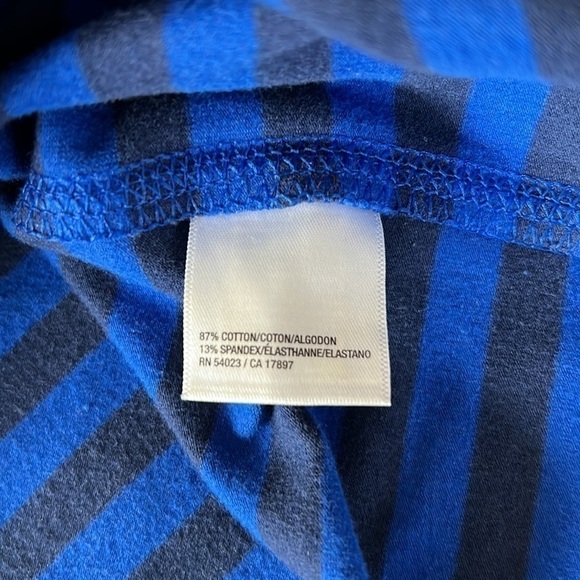 87% COTTON/COTON/ALGODON
13% SPANDEX/ÉLASTHANNE/ELASTANO
RN 54023 / CA 17897